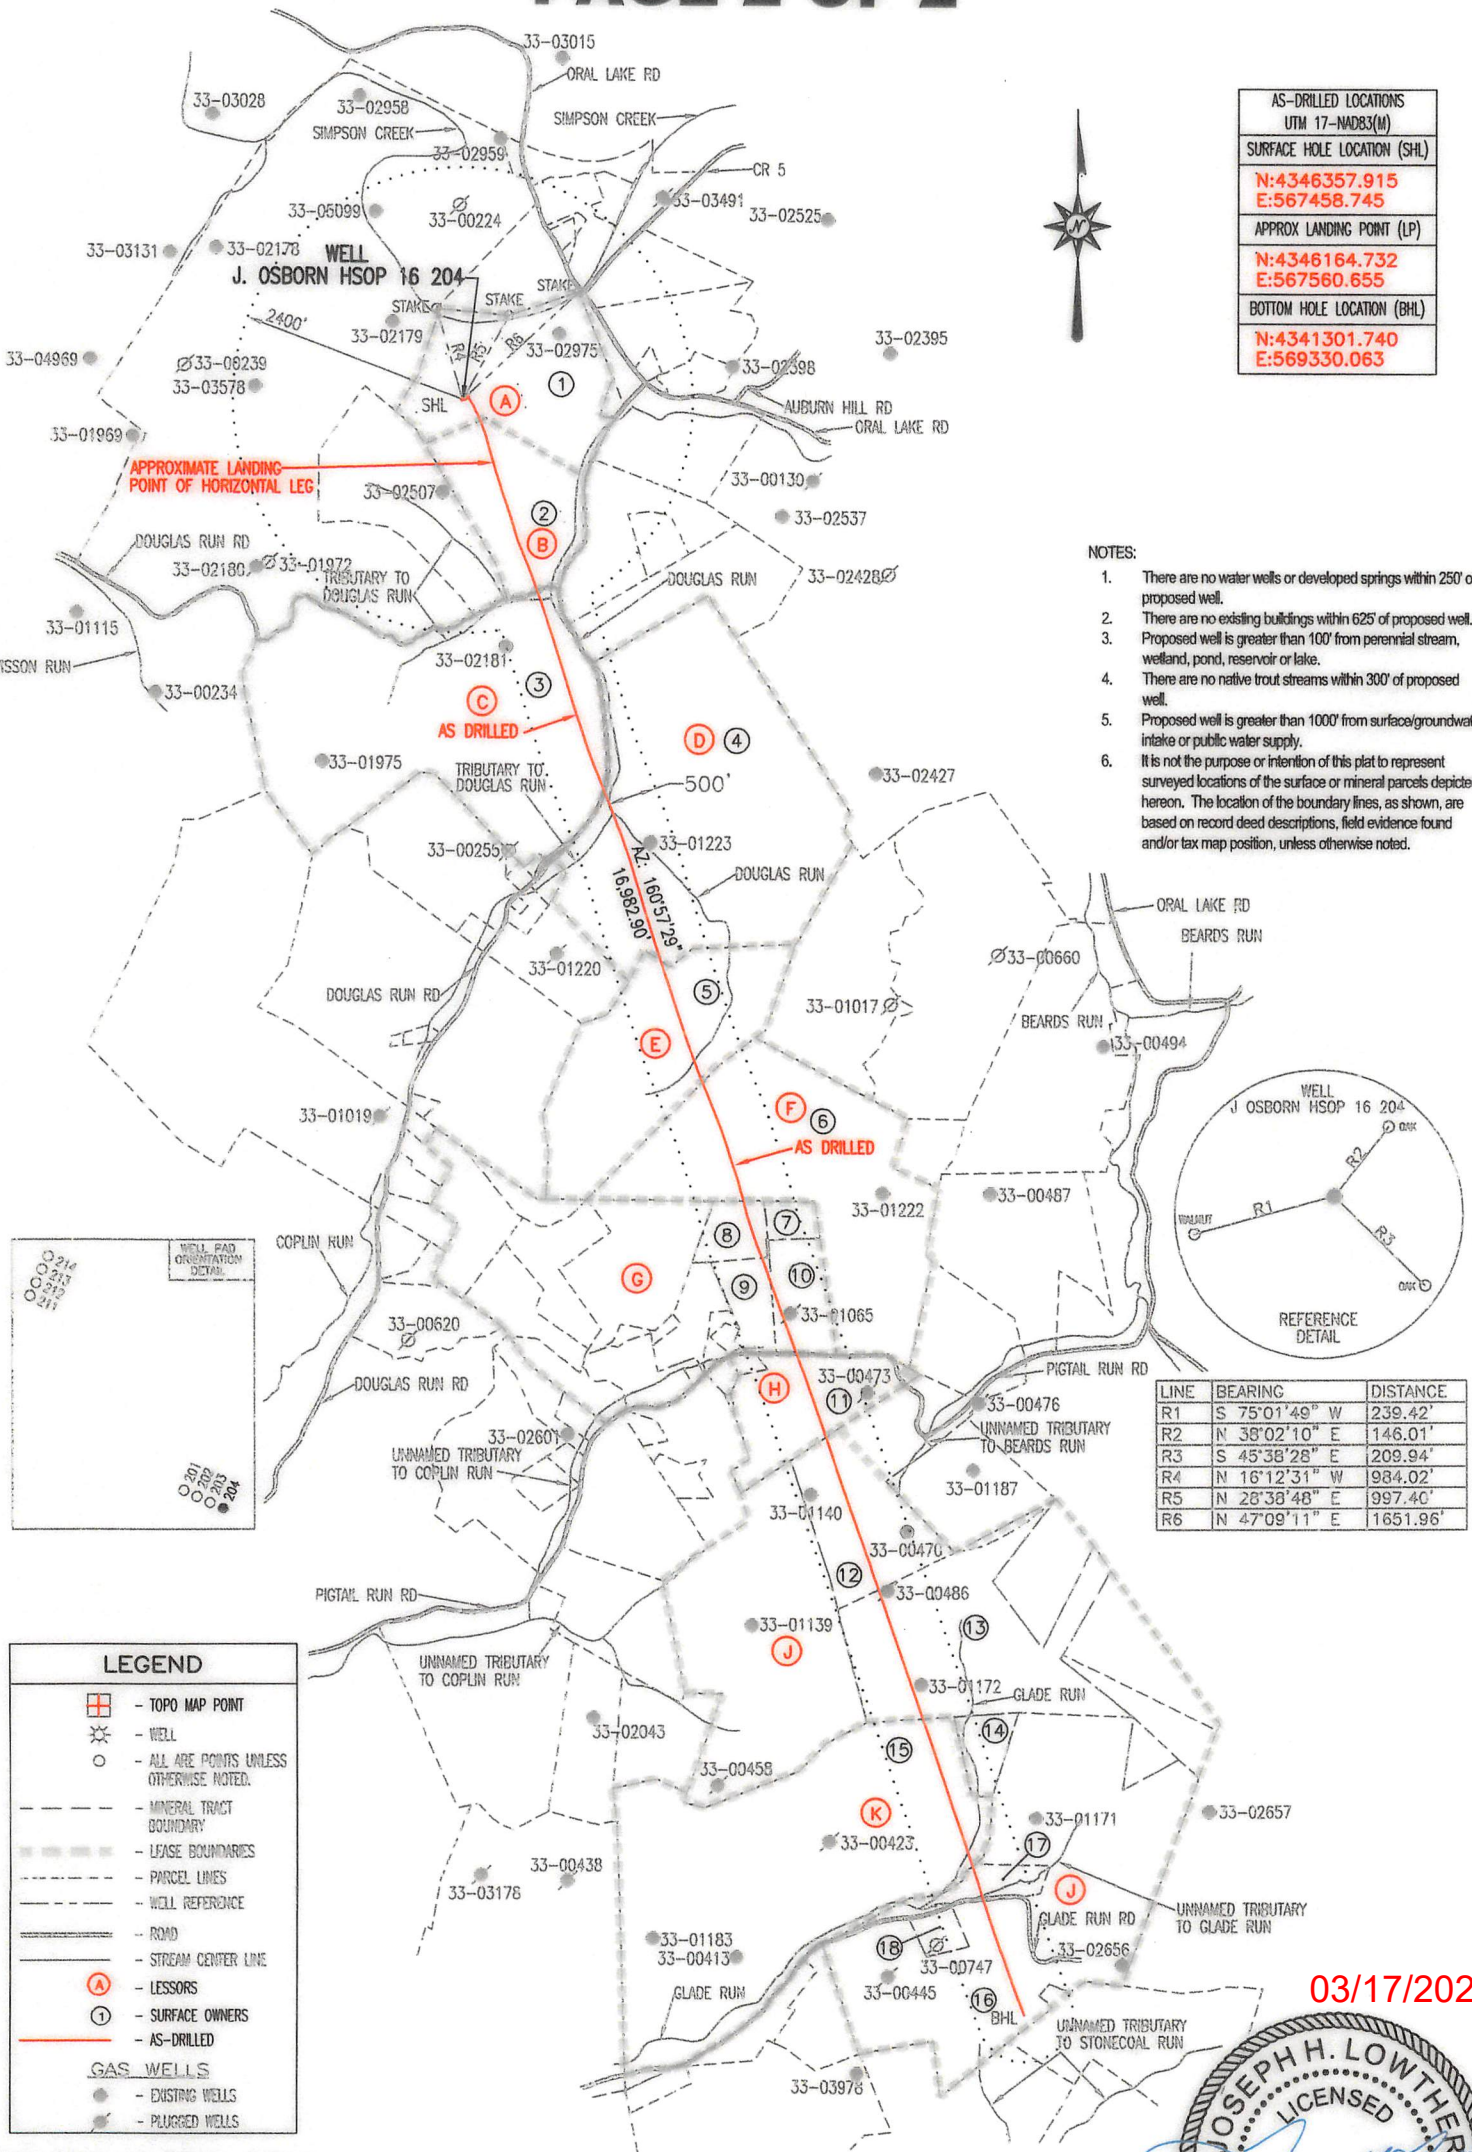 PAGE 2 OF 2
33-03015
ORAL LAKE RD
33-03028
33-02958
SIMPSON CREEK
SIMPSON CREEK
33-02959
CR 5
33-05099
33-00224
33-03491
33-02525
33-03131
33-02178
WELL
J. OSBORN HSOP 16 204
STAKE
STAKE
STAKE
2400'
33-02179
R4
R5
R6
33-02975
33-02395
33-04969
33-03578
33-02398
SHL
A
1
AUBURN HILL RD
ORAL LAKE RD
33-01969
APPROXIMATE LANDING
POINT OF HORIZONTAL LEG
33-02507
33-00130
2
B
33-02537
DOUGLAS RUN RD
33-02180
33-01972
TRIBUTARY TO
DOUGLAS RUN
DOUGLAS RUN
33-02428
33-01115
33-02181
33-00234
3
C
AS DRILLED
D
4
33-01975
TRIBUTARY TO
DOUGLAS RUN
500'
33-02427
33-00255
33-01223
DOUGLAS RUN
AZ: 160°57'29"
16,982.90'
33-01220
DOUGLAS RUN RD
5
33-00660
33-01017
E
33-01019
F
6
AS DRILLED
33-01222
33-00487
COPLIN RUN
7
8
9
10
G
33-01065
33-00620
DOUGLAS RUN RD
H
33-00473
11
PIGTAIL RUN RD
33-00476
UNNAMED TRIBUTARY
TO BEARDS RUN
33-02601
UNNAMED TRIBUTARY
TO COPLIN RUN
33-01187
33-01140
33-00470
12
33-00486
PIGTAIL RUN RD
33-01139
13
J
UNNAMED TRIBUTARY
TO COPLIN RUN
33-01172
GLADE RUN
33-02043
14
15
33-00458
K
33-01171
33-02657
33-00423
17
33-00438
33-03178
J
UNNAMED TRIBUTARY
TO GLADE RUN
GLADE RUN RD
33-01183
33-00413
18
33-00747
33-02656
33-00445
GLADE RUN
16
BHL
UNNAMED TRIBUTARY
TO STONECOAL RUN
33-03978
N
AS-DRILLED LOCATIONS
UTM 17-NAD83(M)
SURFACE HOLE LOCATION (SHL)
N:4346357.915
E:567458.745
APPROX LANDING POINT (LP)
N:4346164.732
E:567560.655
BOTTOM HOLE LOCATION (BHL)
N:4341301.740
E:569330.063
NOTES:
1. There are no water wells or developed springs within 250' o
proposed well.
2. There are no existing buildings within 625' of proposed well.
3. Proposed well is greater than 100' from perennial stream,
wetland, pond, reservoir or lake.
4. There are no native trout streams within 300' of proposed
well.
5. Proposed well is greater than 1000' from surface/groundwat
intake or public water supply.
6. It is not the purpose or intention of this plat to represent
surveyed locations of the surface or mineral parcels depicte
hereon. The location of the boundary lines, as shown, are
based on record deed descriptions, field evidence found
and/or tax map position, unless otherwise noted.
ORAL LAKE RD
BEARDS RUN
BEARDS RUN
33-00494
WELL
J OSBORN HSOP 16 204
OAK
R2
WALNUT
R1
R3
OAK
REFERENCE
DETAIL
LINE BEARING DISTANCE
R1 S 75°01'49" W 239.42'
R2 N 38°02'10" E 146.01'
R3 S 45°38'28" E 209.94'
R4 N 16°12'31" W 984.02'
R5 N 28°38'48" E 997.40'
R6 N 47°09'11" E 1651.96'
WELL PAD
ORIENTATION
DETAIL
214
213
212
211
201
202
203
204
LEGEND
- TOPO MAP POINT
- WELL
- ALL ARE POINTS UNLESS
OTHERWISE NOTED.
- MINERAL TRACT
BOUNDARY
- LEASE BOUNDARIES
- PARCEL LINES
- WELL REFERENCE
- ROAD
- STREAM CENTER LINE
A - LESSORS
1 - SURFACE OWNERS
- AS-DRILLED
GAS WELLS
- EXISTING WELLS
- PLUGGED WELLS
03/17/202
JOSEPH H. LOWTHER
LICENSED